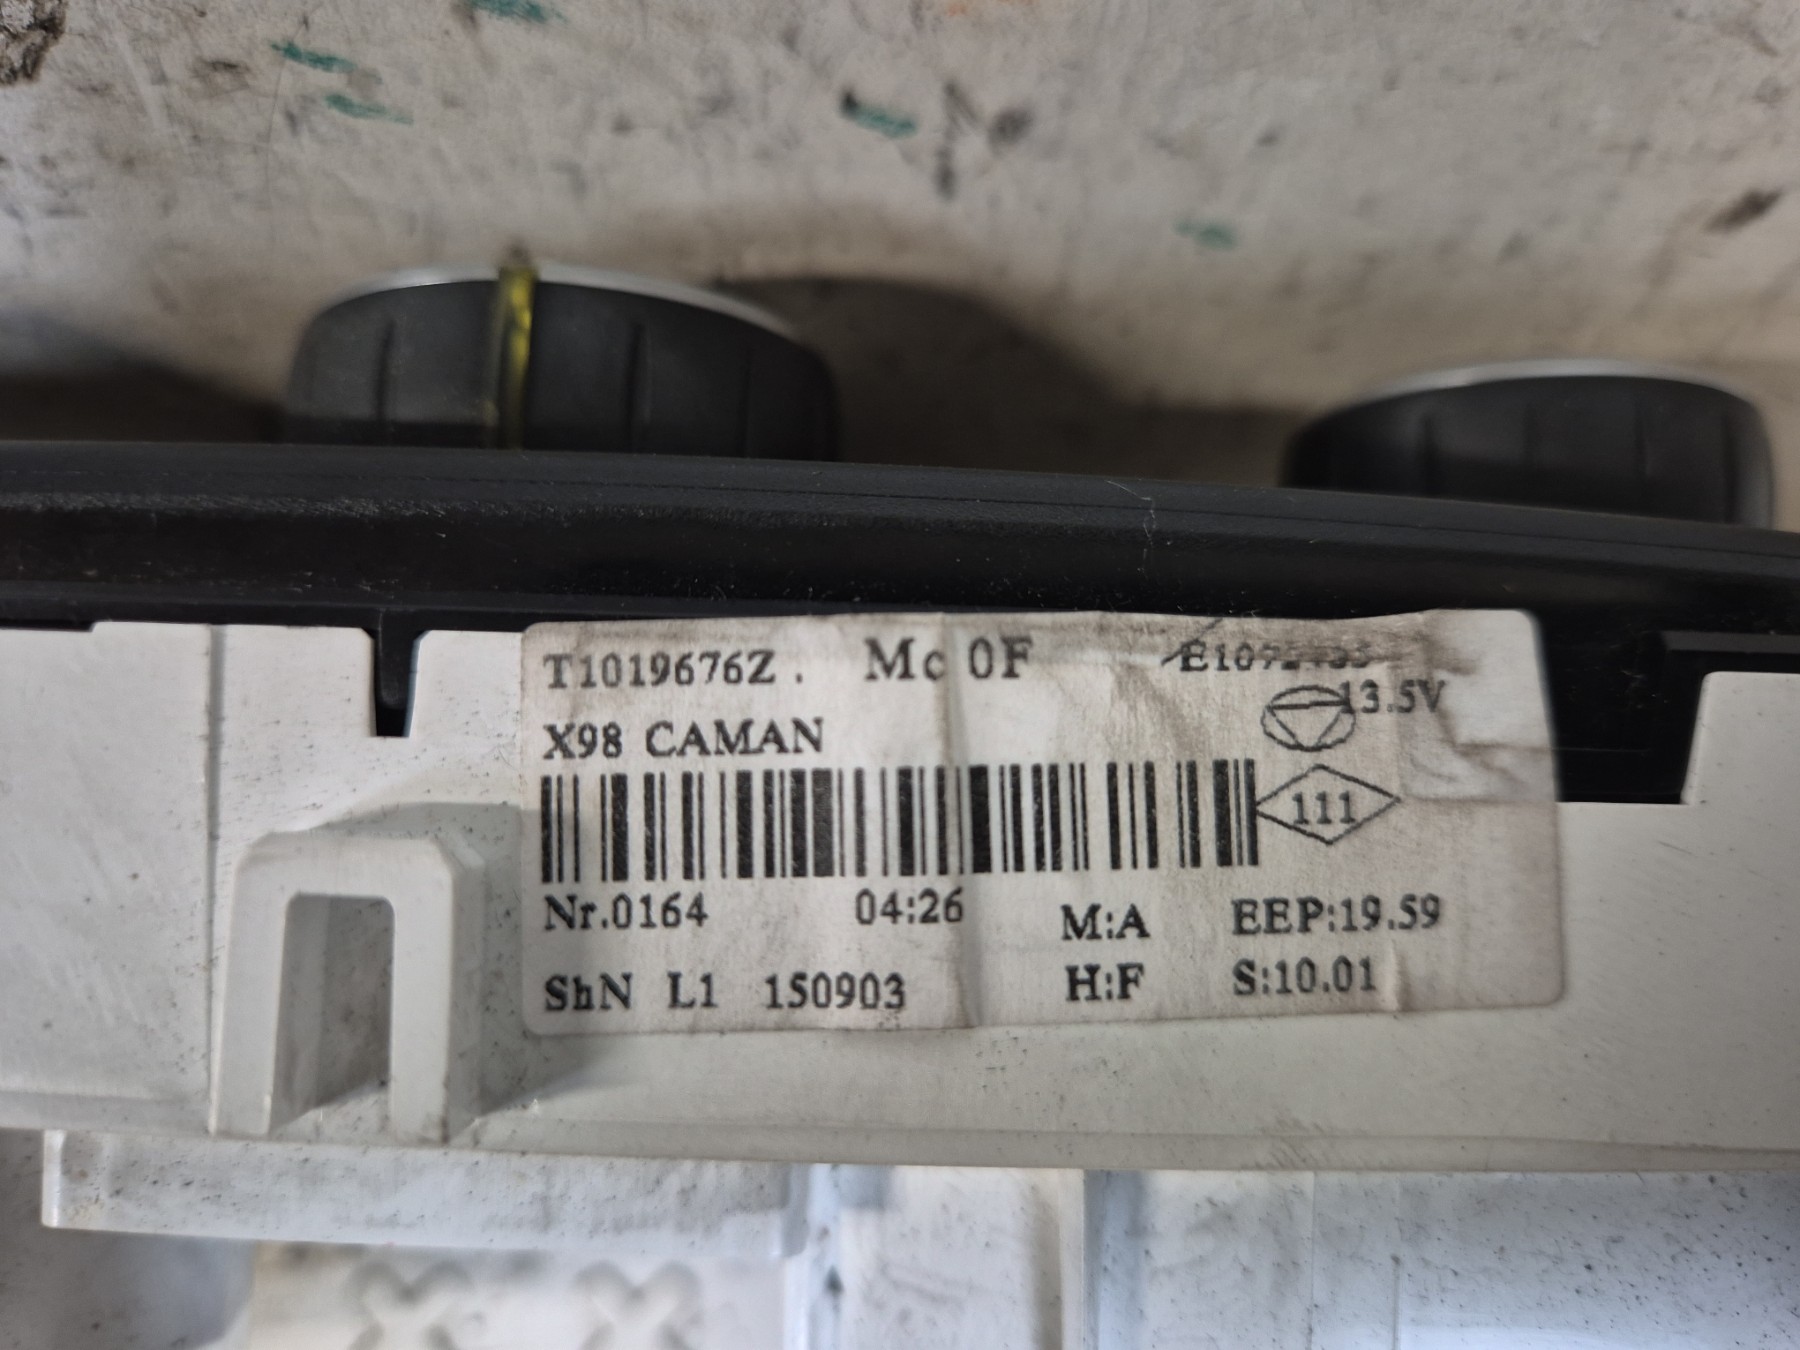 T1019676Z. Mc 0F
13.5V
X98 CAMAN
111
Nr.0164 04:26 M:A EEP:19.59
ShN L1 150903 H:F S:10.01